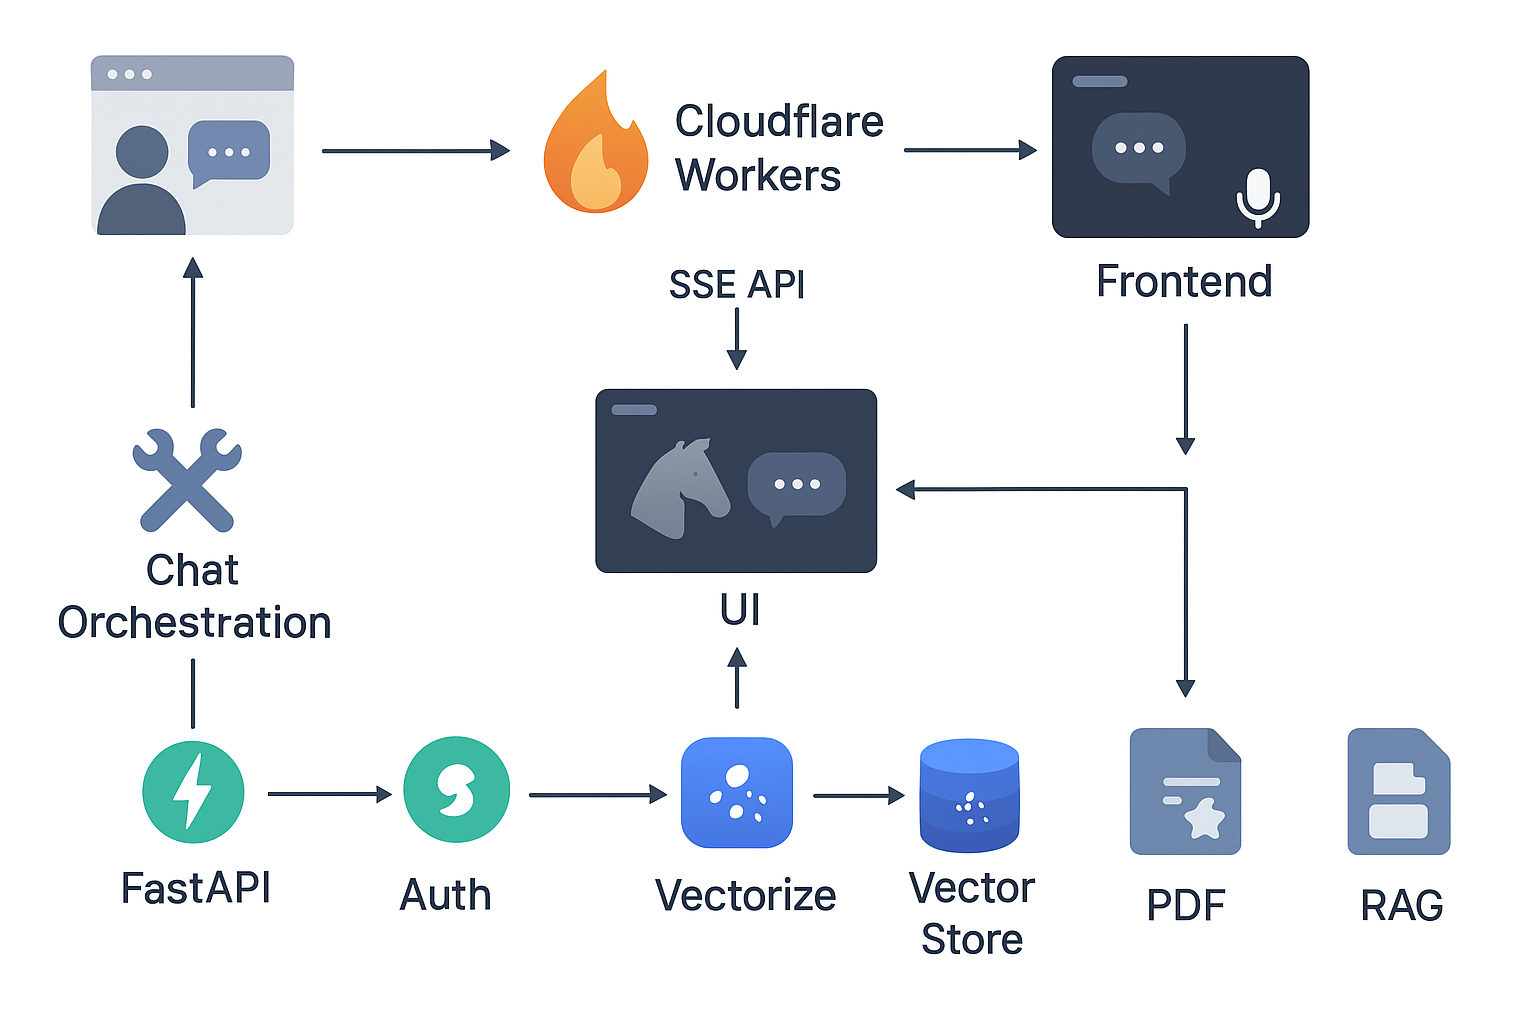 Cloudflare
Workers
SSE API
Frontend
Chat
Orchestration
UI
FastAPI
Auth
Vectorize
Vector
Store
PDF
RAG